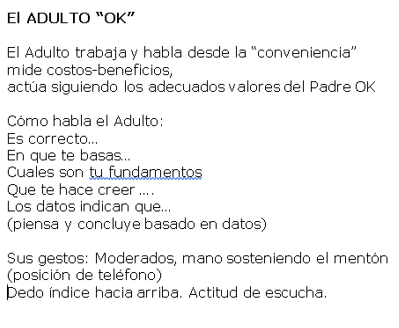 El ADULTO “OK”
El Adulto trabaja y habla desde la “conveniencia”
mide costos-beneficios,
actúa siguiendo los adecuados valores del Padre OK
Cómo habla el Adulto:
Es correcto...
En que te basas...
Cuales son tu fundamentos
Que te hace creer ....
Los datos indican que...
(piensa y concluye basado en datos)
Sus gestos: Moderados, mano sosteniendo el mentón
(posición de teléfono)
Dedo índice hacia arriba. Actitud de escucha.